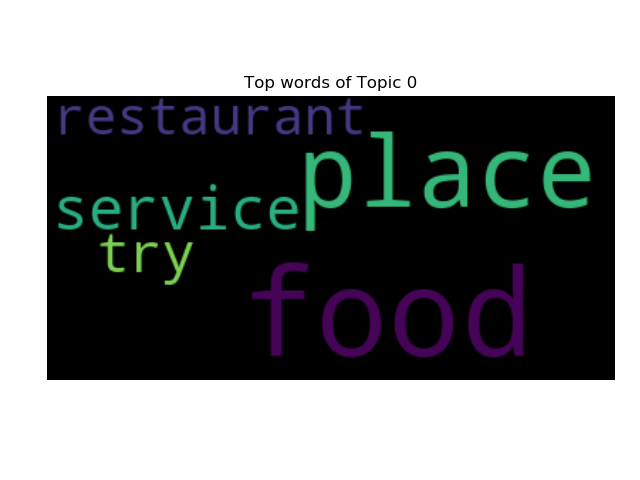 Top words of Topic 0
restaurant
place
service
try
food